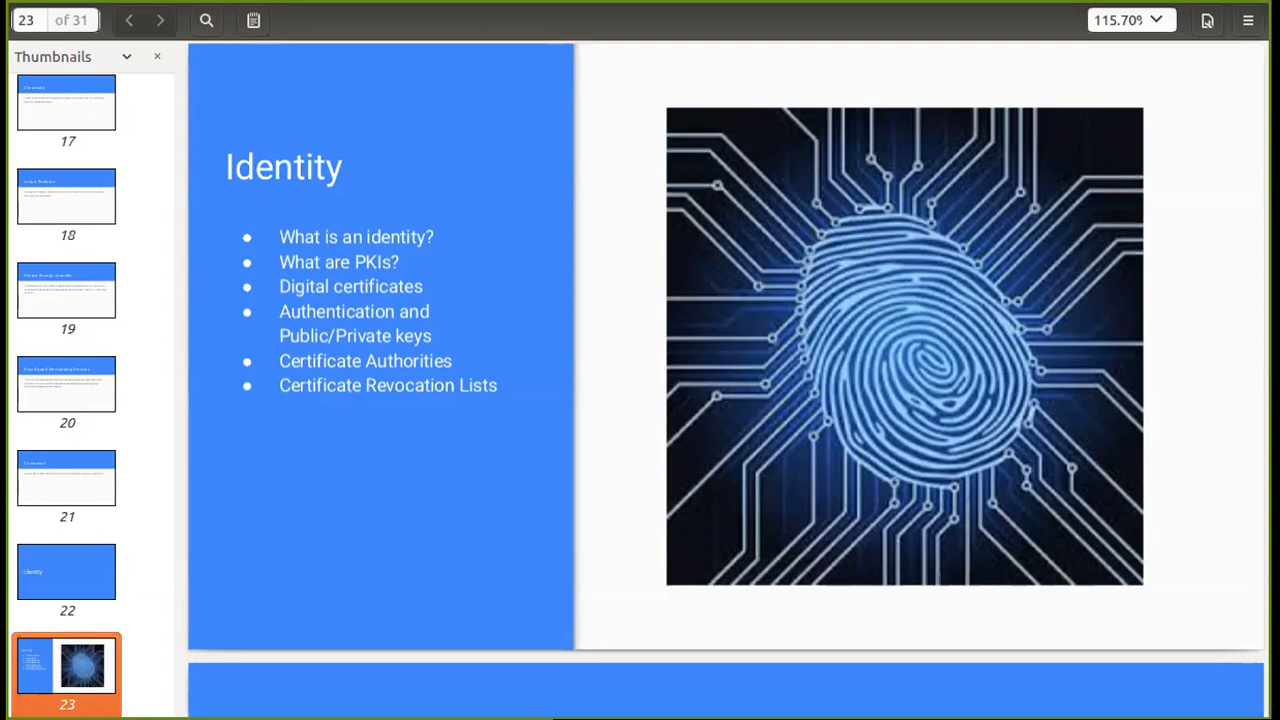 23 of 31
115.70%
Thumbnails
17
18
19
20
21
Identity
22
23
Identity
● What is an identity?
● What are PKIs?
● Digital certificates
● Authentication and
Public/Private keys
● Certificate Authorities
● Certificate Revocation Lists